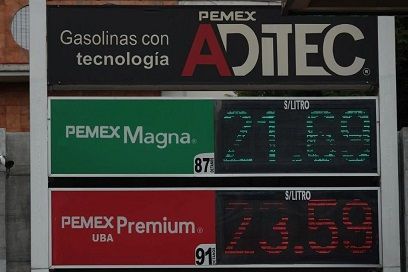 PEMEX
Gasolinas con
tecnología
ADITEC
S/LITRO
PEMEX Magna
87
21.69
S/LITRO
PEMEX Premium
UBA
91
23.59